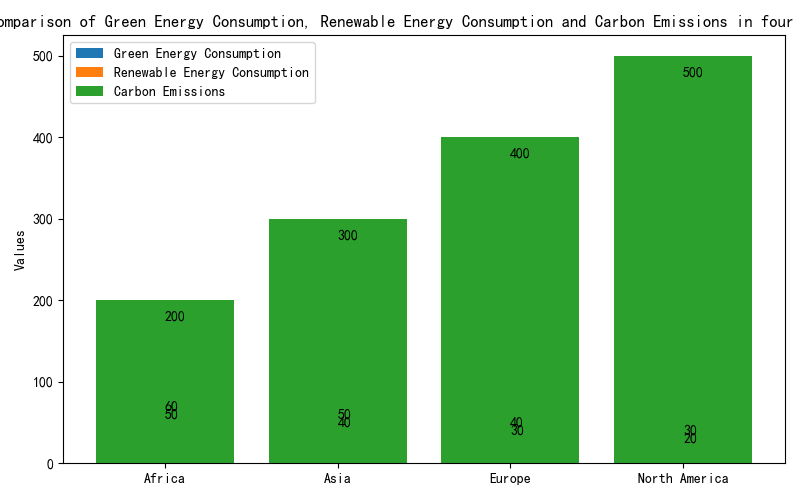 omparison of Green Energy Consumption, Renewable Energy Consumption and Carbon Emissions in four
Green Energy Consumption
Renewable Energy Consumption
Carbon Emissions
Values
500
400
300
200
100
0
500
400
300
200
60
50
50
40
40
30
30
20
Africa
Asia
Europe
North America